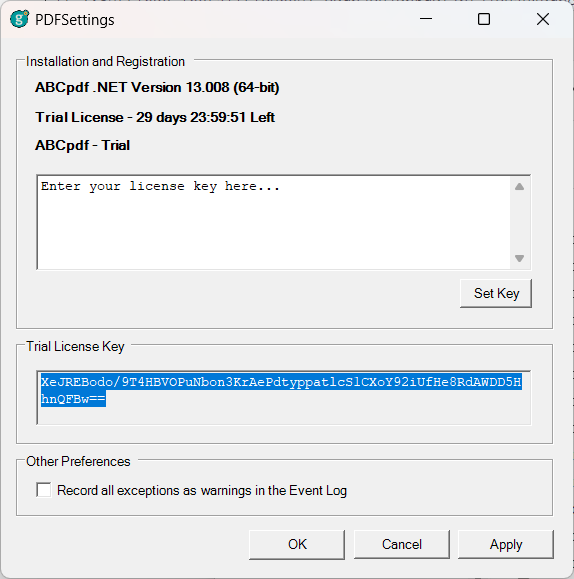 PDFSettings
Installation and Registration
ABCpdf .NET Version 13.008 (64-bit)
Trial License - 29 days 23:59:51 Left
ABCpdf - Trial
Enter your license key here...
Set Key
Trial License Key
XeJREBodo/9T4HBVOPuNbon3KrAePdtyppatlcSlCXoY92iUfHe8RdAWDD5H
hnQFBw==
Other Preferences
Record all exceptions as warnings in the Event Log
OK
Cancel
Apply